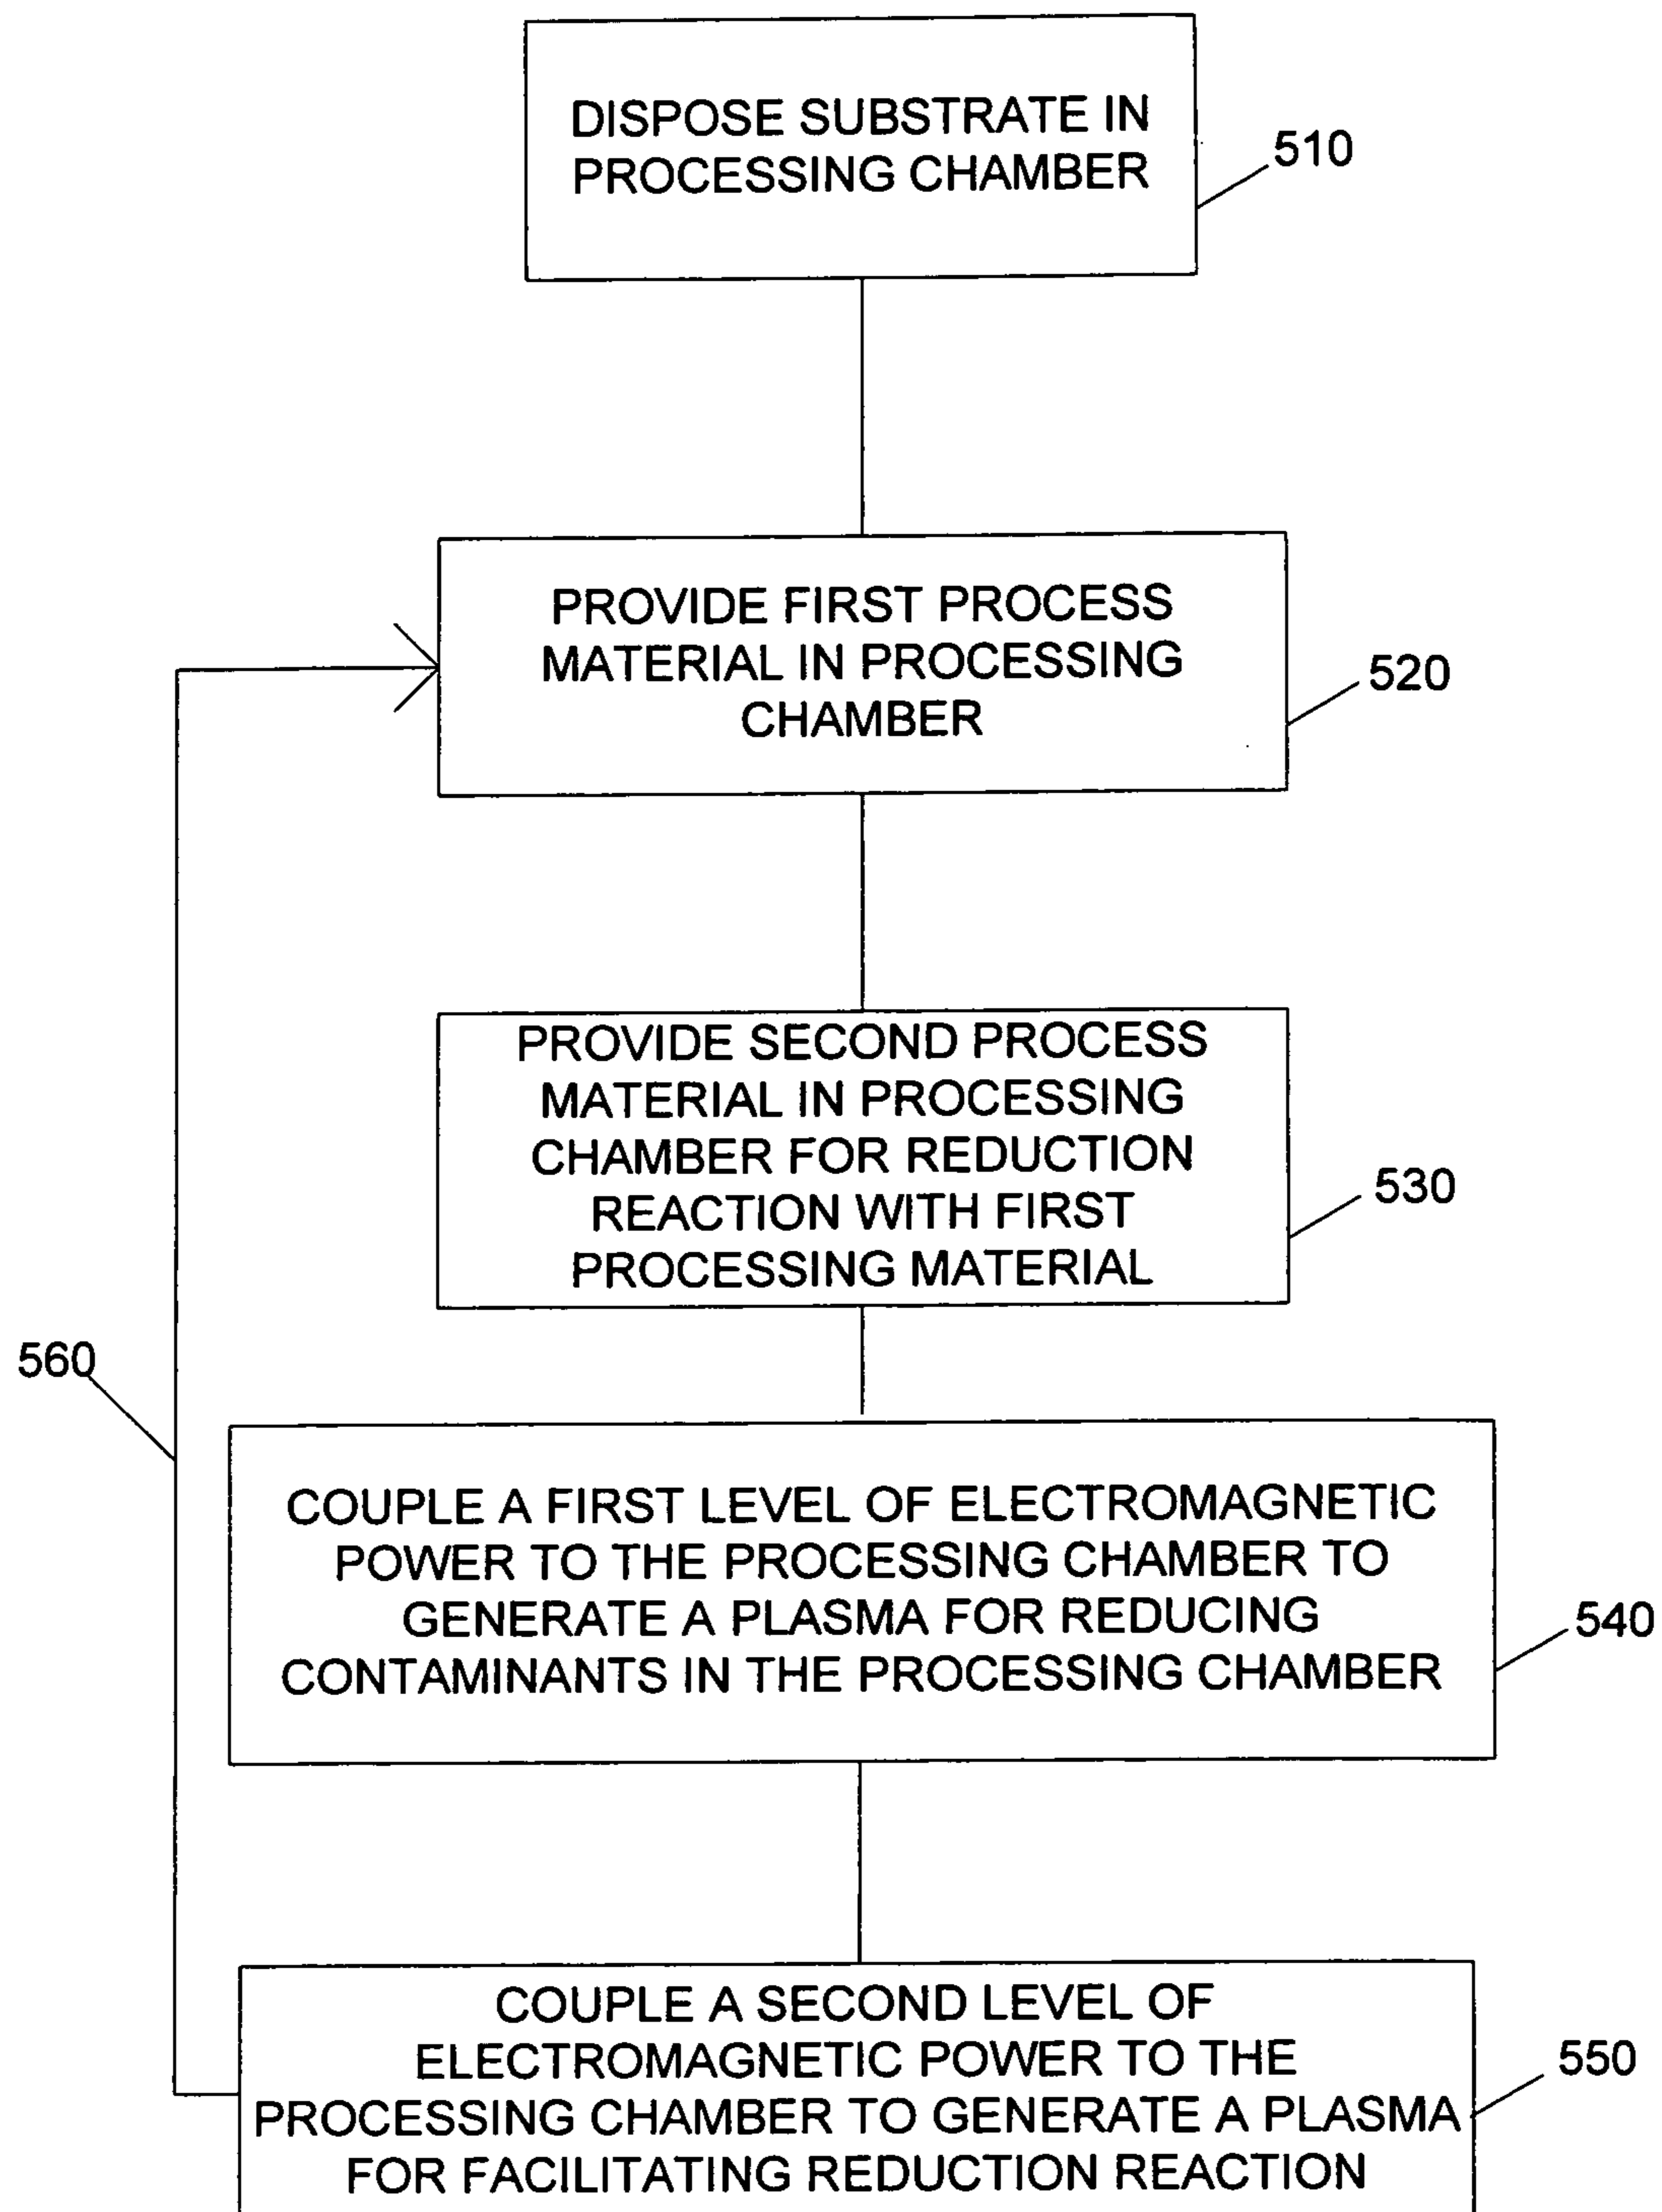 DISPOSE SUBSTRATE IN
PROCESSING CHAMBER
510
PROVIDE FIRST PROCESS
MATERIAL IN PROCESSING
CHAMBER
520
PROVIDE SECOND PROCESS
MATERIAL IN PROCESSING
CHAMBER FOR REDUCTION
REACTION WITH FIRST
PROCESSING MATERIAL
530
560
COUPLE A FIRST LEVEL OF ELECTROMAGNETIC
POWER TO THE PROCESSING CHAMBER TO
GENERATE A PLASMA FOR REDUCING
CONTAMINANTS IN THE PROCESSING CHAMBER
540
COUPLE A SECOND LEVEL OF
ELECTROMAGNETIC POWER TO THE
PROCESSING CHAMBER TO GENERATE A PLASMA
FOR FACILITATING REDUCTION REACTION
550